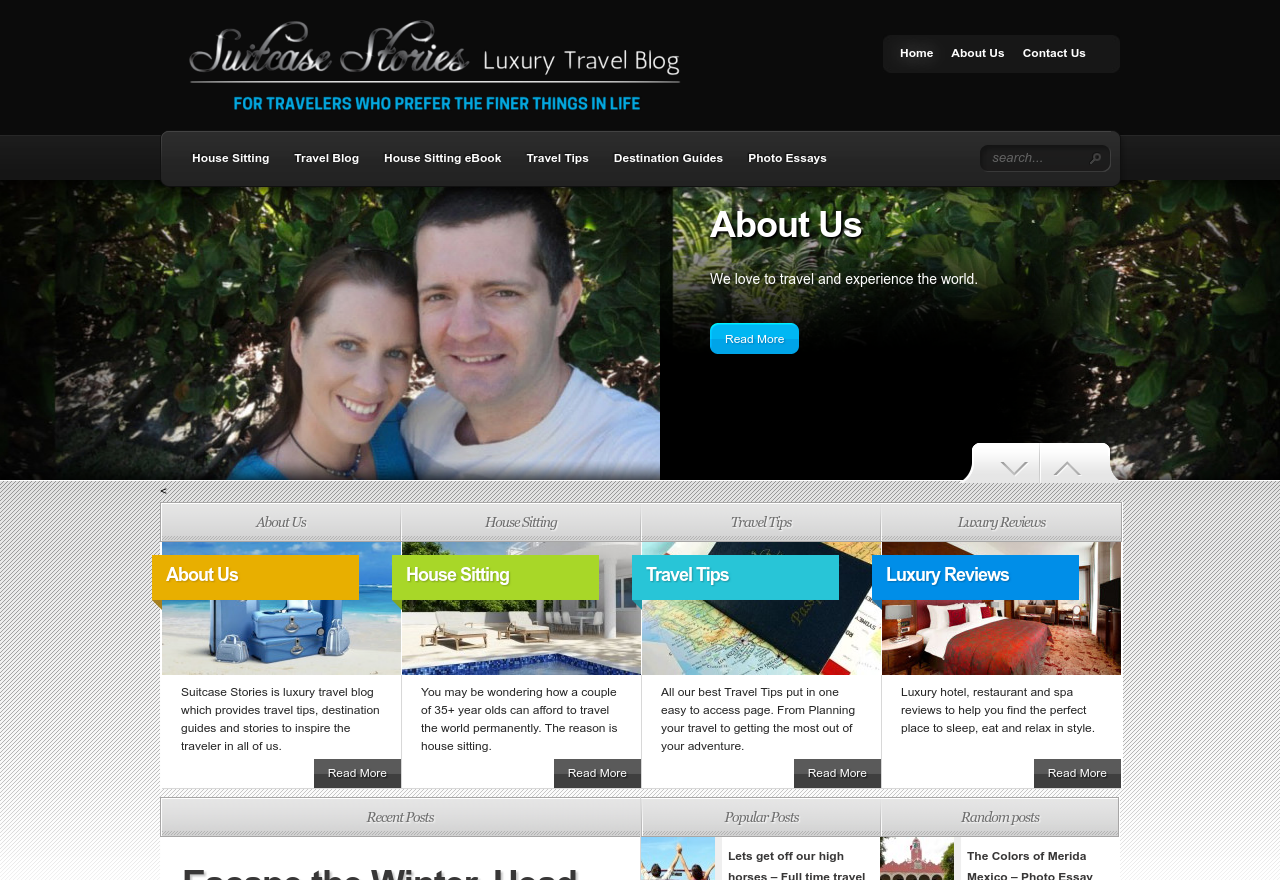 Suitcase Stories Luxury Travel Blog
FOR TRAVELERS WHO PREFER THE FINER THINGS IN LIFE
Home About Us Contact Us
House Sitting Travel Blog House Sitting eBook Travel Tips Destination Guides Photo Essays search...
About Us
We love to travel and experience the world.
Read More
<
About Us House Sitting Travel Tips Luxury Reviews
About Us
Suitcase Stories is luxury travel blog
which provides travel tips, destination
guides and stories to inspire the
traveler in all of us.
Read More
House Sitting
You may be wondering how a couple
of 35+ year olds can afford to travel
the world permanently. The reason is
house sitting.
Read More
Travel Tips
All our best Travel Tips put in one
easy to access page. From Planning
your travel to getting the most out of
your adventure.
Read More
Luxury Reviews
Luxury hotel, restaurant and spa
reviews to help you find the perfect
place to sleep, eat and relax in style.
Read More
Recent Posts Popular Posts Random posts
Escape the Winter, Head
Lets get off our high
horses – Full time travel
The Colors of Merida
Mexico – Photo Essay